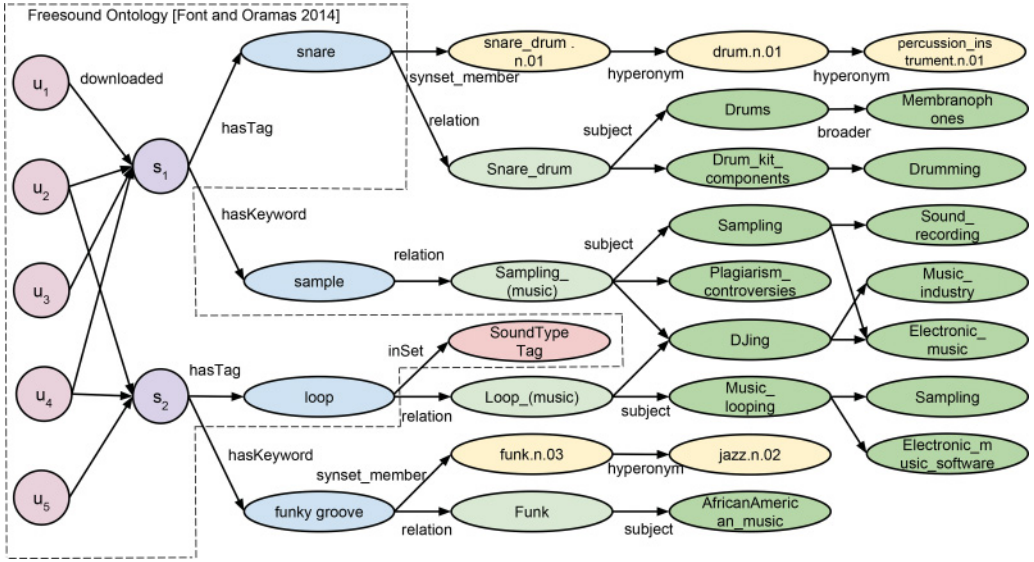 Freesound Ontology [Font and Oramas 2014]
downloaded
u1
u2
u3
u4
u5
s1
s2
hasTag
hasKeyword
hasTag
hasKeyword
snare
synset_member
snare_drum .
n.01
hyperonym
drum.n.01
hyperonym
percussion_ins
trument.n.01
relation
Snare_drum
subject
Drums
broader
Membranoph
ones
Drum_kit_
components
Drumming
sample
relation
Sampling_
(music)
subject
Sampling
Sound_
recording
Plagiarism_
controversies
Music_
industry
DJing
Electronic_
music
loop
inSet
SoundType
Tag
relation
Loop_(music)
subject
Music_
looping
Sampling
Electronic_m
usic_software
funky groove
synset_member
funk.n.03
hyperonym
jazz.n.02
relation
Funk
subject
AfricanAmeric
an_music